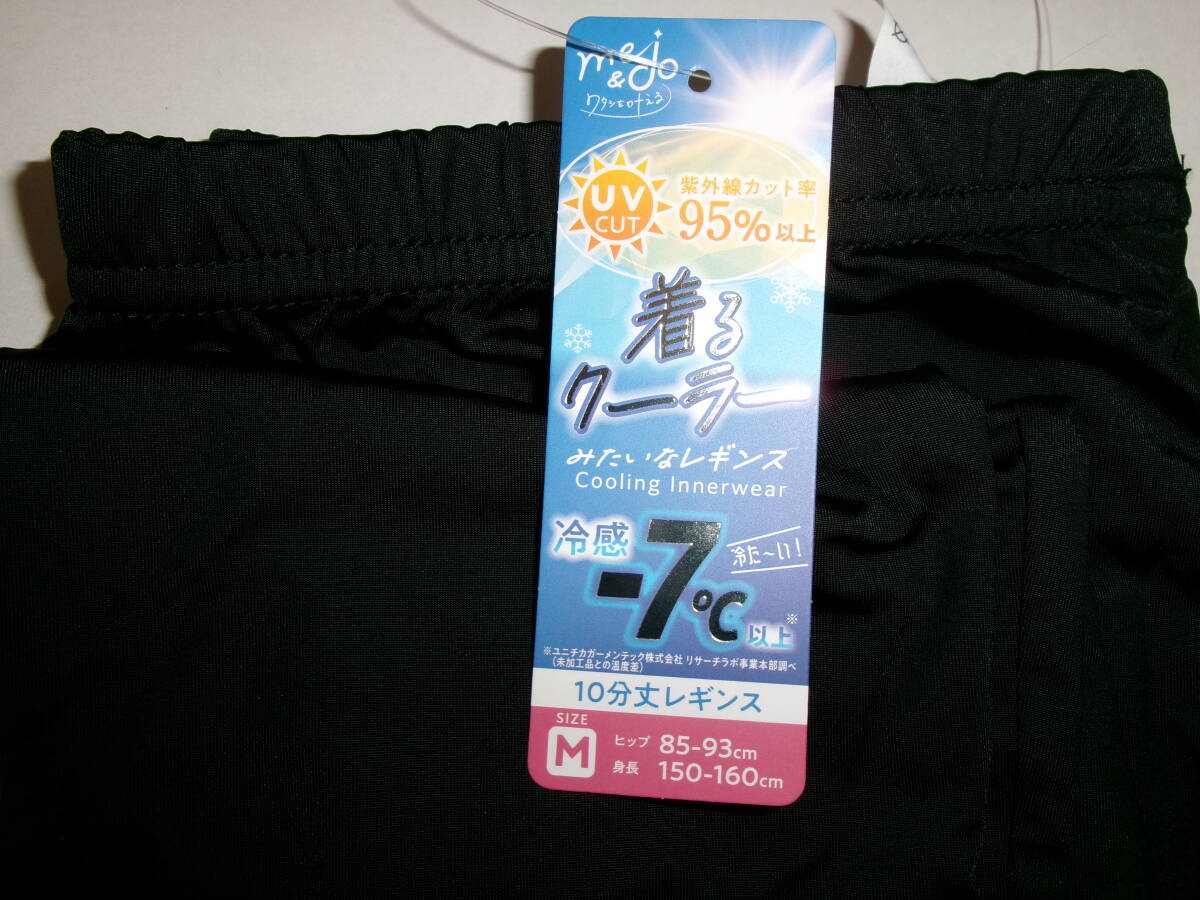 me&jo
ワタシを叶える
UV
CUT
紫外線カット率
95%以上
着る
クーラー
みたいなレギンス
Cooling Innerwear
冷感
-7℃以上※
冷た〜い!
※ユニチカガーメンテック株式会社 リサーチラボ事業本部調べ
(未加工品との温度差)
10分丈レギンス
SIZE
M
ヒップ 85-93cm
身長 150-160cm